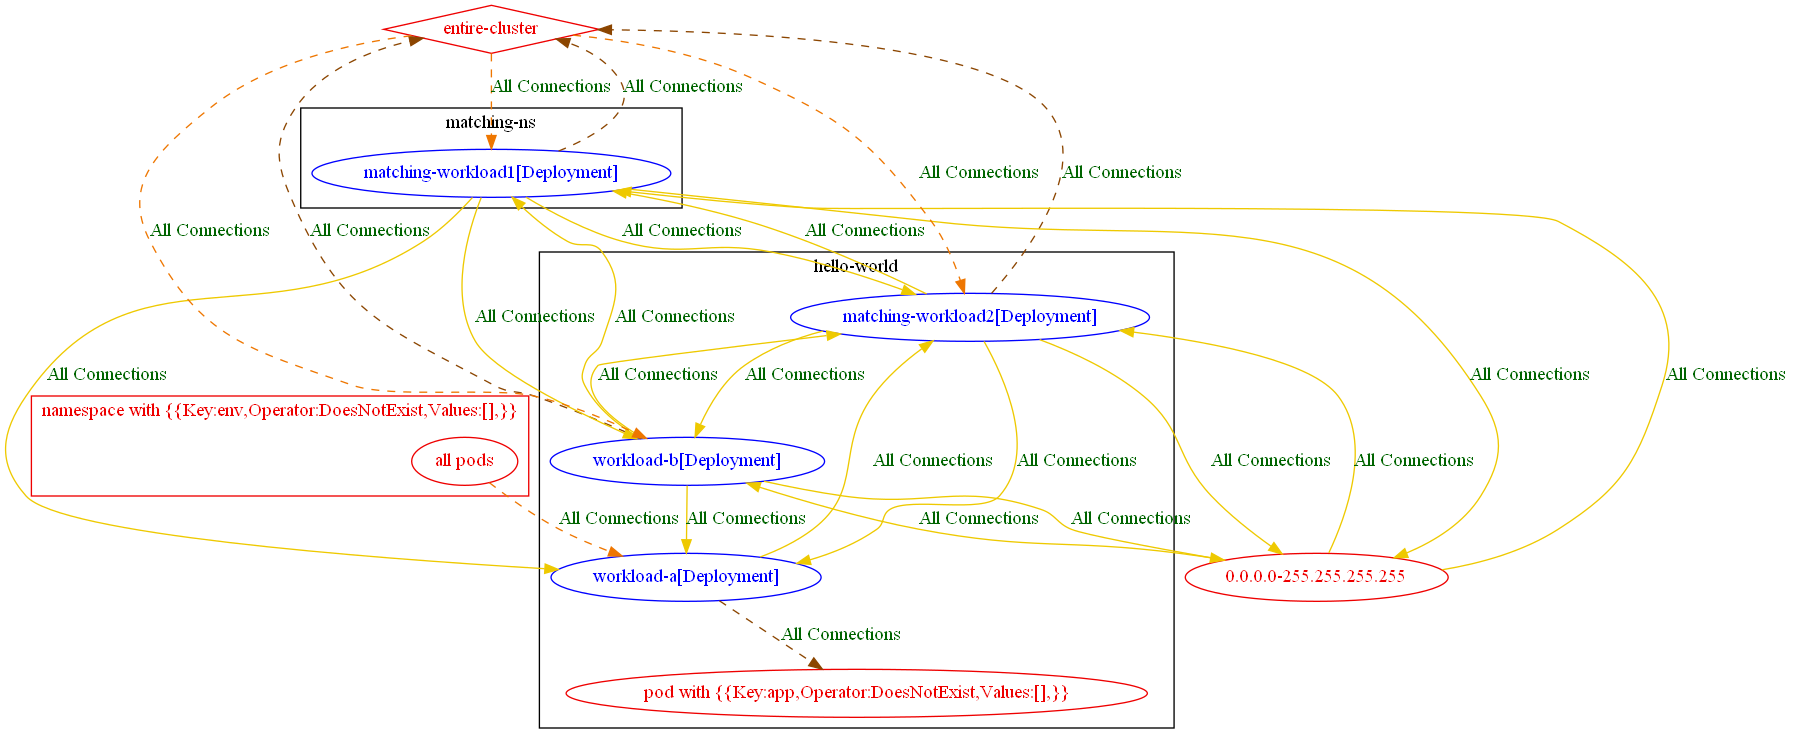 entire-cluster
All Connections
All Connections
matching-ns
matching-workload1[Deployment]
All Connections
All Connections
All Connections
All Connections
All Connections
All Connections
hello-world
matching-workload2[Deployment]
All Connections
All Connections
All Connections
All Connections
All Connections
All Connections
All Connections
namespace with {{Key:env,Operator:DoesNotExist,Values:[],}}
all pods
workload-b[Deployment]
All Connections
All Connections
All Connections
All Connections
All Connections
All Connections
All Connections
All Connections
All Connections
workload-a[Deployment]
0.0.0.0-255.255.255.255
All Connections
pod with {{Key:app,Operator:DoesNotExist,Values:[],}}